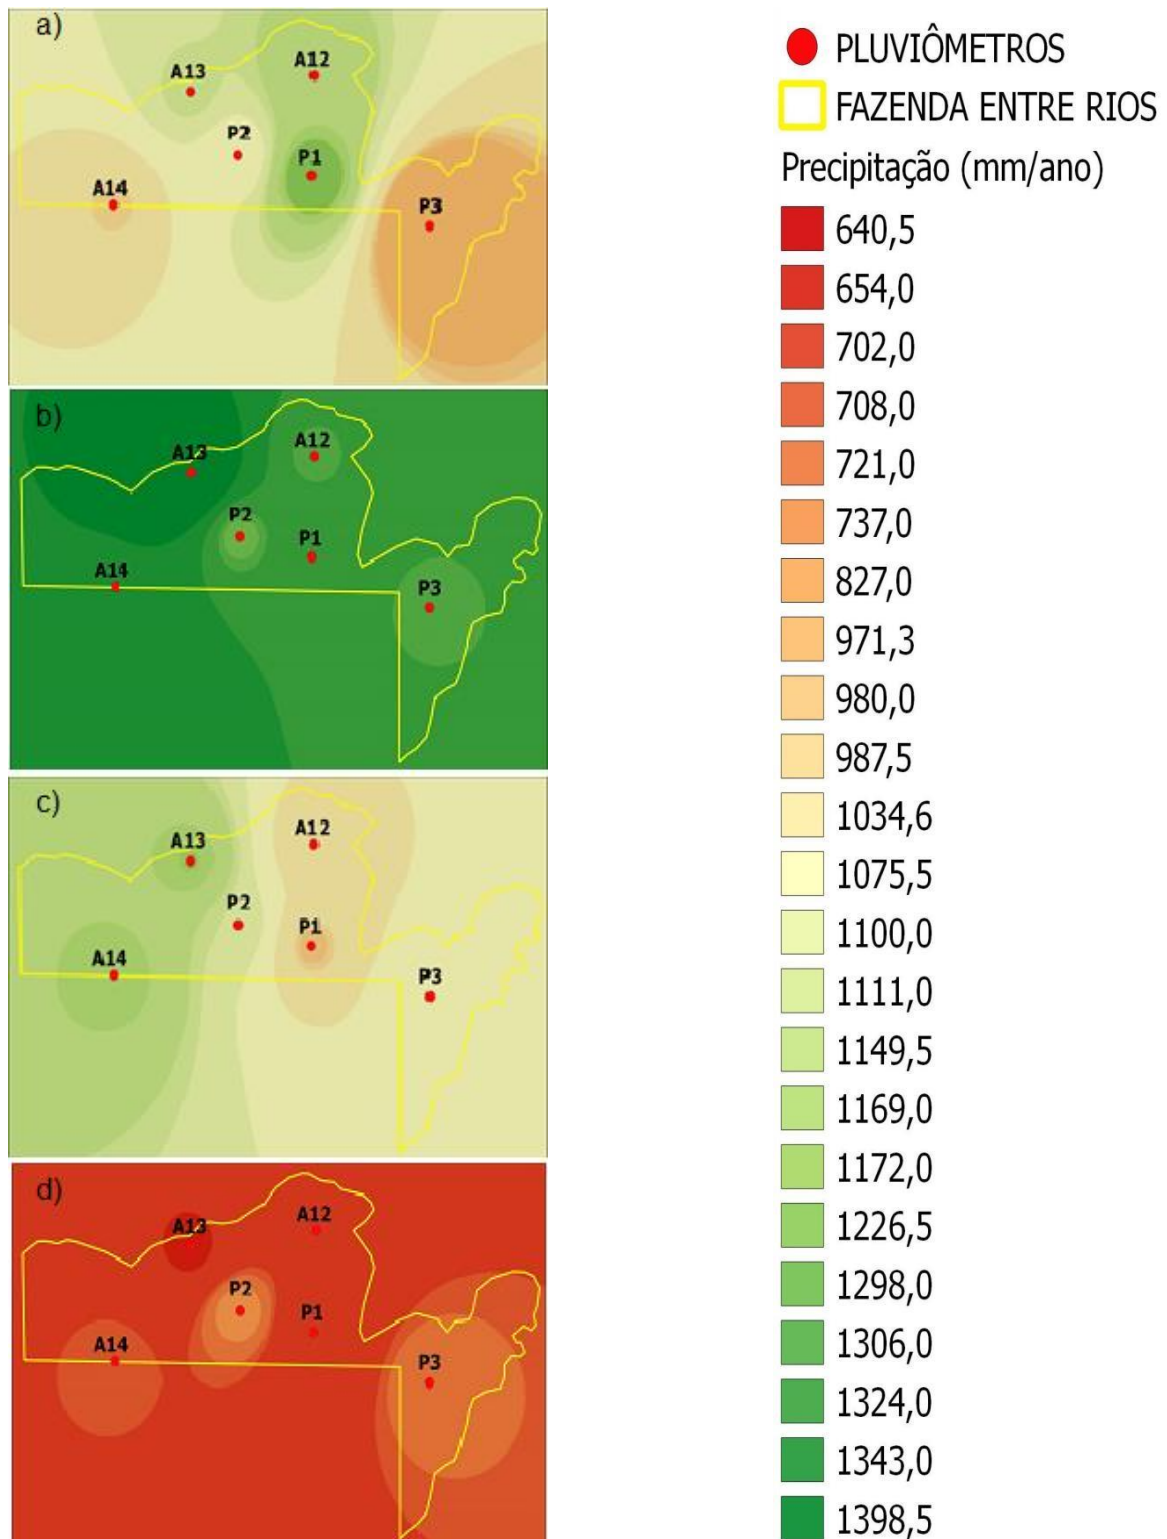 a)
A13
A12
P2
P1
A14
P3
b)
A13
A12
P2
P1
A14
P3
c)
A13
A12
P2
P1
A14
P3
d)
A13
A12
P2
P1
A14
P3
PLUVIÔMETROS
FAZENDA ENTRE RIOS
Precipitação (mm/ano)
640,5
654,0
702,0
708,0
721,0
737,0
827,0
971,3
980,0
987,5
1034,6
1075,5
1100,0
1111,0
1149,5
1169,0
1172,0
1226,5
1298,0
1306,0
1324,0
1343,0
1398,5